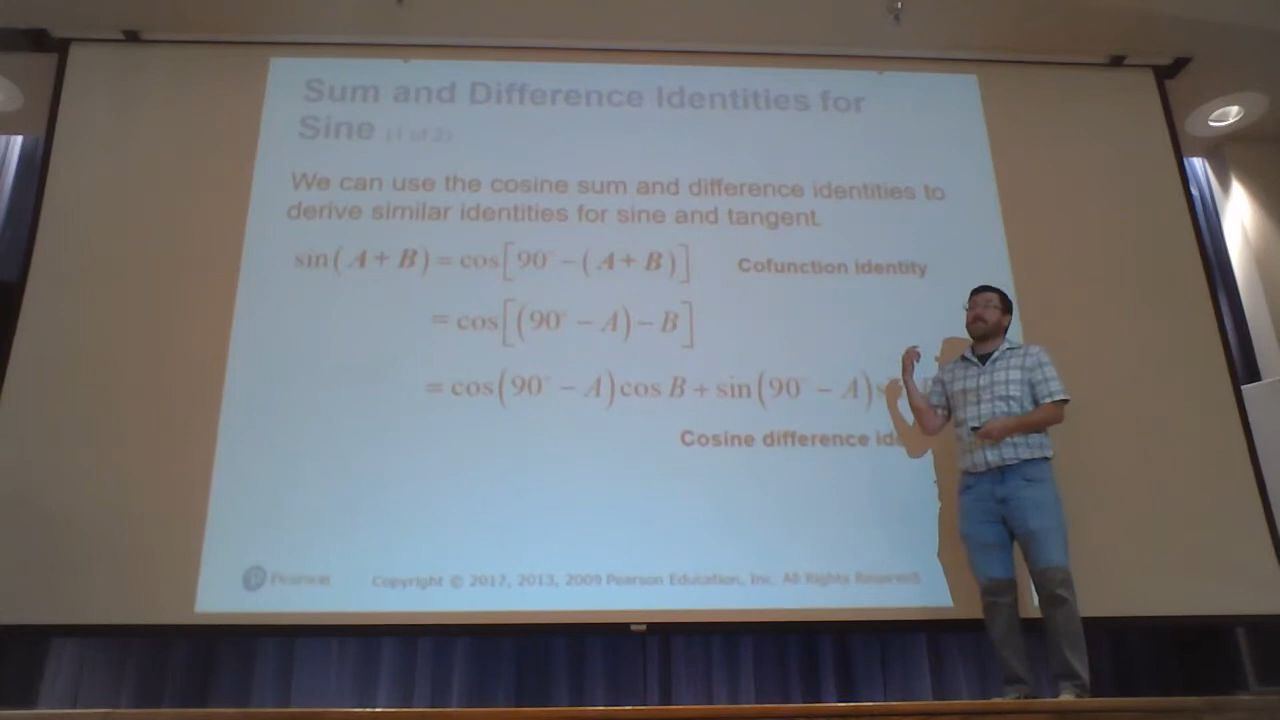 Sum and Difference Identities for
Sine (1 of 2)
We can use the cosine sum and difference identities to
derive similar identities for sine and tangent.
sin(A + B) = cos[90° − (A + B)] Cofunction identity
= cos[(90° − A) − B]
= cos(90° − A) cos B + sin(90° − A)
Cosine difference
Pearson Copyright © 2017, 2013, 2009 Pearson Education, Inc. All Rights Reserved